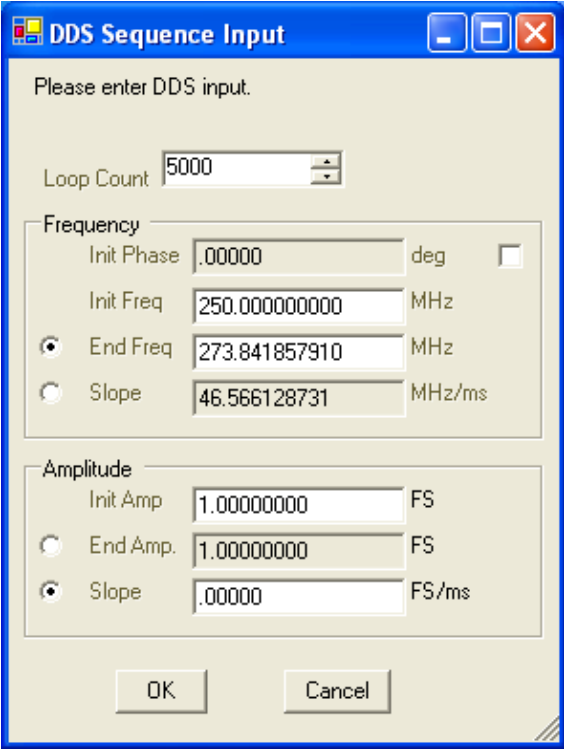 DDS Sequence Input
Please enter DDS input.
Loop Count 5000
Frequency
Init Phase .00000 deg
Init Freq 250.000000000 MHz
End Freq 273.841857910 MHz
Slope 46.566128731 MHz/ms
Amplitude
Init Amp 1.00000000 FS
End Amp. 1.00000000 FS
Slope .00000 FS/ms
OK Cancel